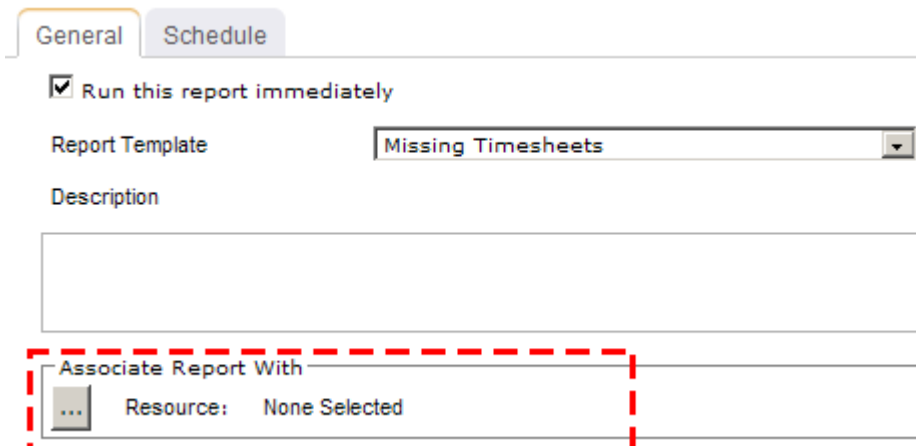 General Schedule
Run this report immediately
Report Template Missing Timesheets
Description
Associate Report With
... Resource: None Selected